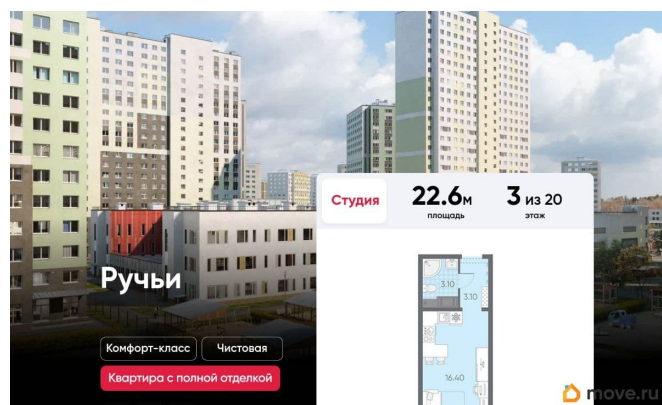 Студия
22.6м
площадь
3 из 20
этаж
Ручьи
3.10
3.10
16.40
Комфорт-класс
Чистовая
Квартира с полной отделкой
move.ru